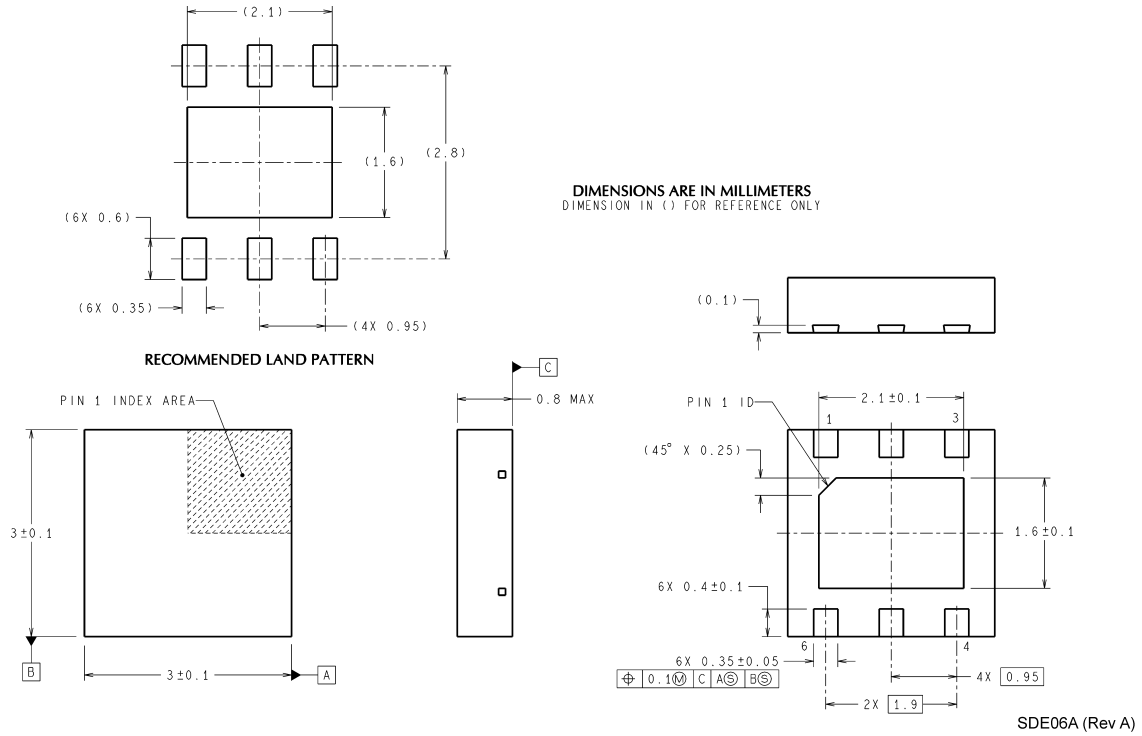 (2.1)
(1.6)
(2.8)
(6X 0.6)
(6X 0.35)
(4X 0.95)
RECOMMENDED LAND PATTERN
DIMENSIONS ARE IN MILLIMETERS
DIMENSION IN () FOR REFERENCE ONLY
(0.1)
PIN 1 INDEX AREA
3±0.1
B
3±0.1
A
C
0.8 MAX
PIN 1 ID
2.1±0.1
1
3
(45° X 0.25)
1.6±0.1
6X 0.4±0.1
6
4
6X 0.35±0.05
⌖ 0.1Ⓜ C AⓈ BⓈ
4X 0.95
2X 1.9
SDE06A (Rev A)